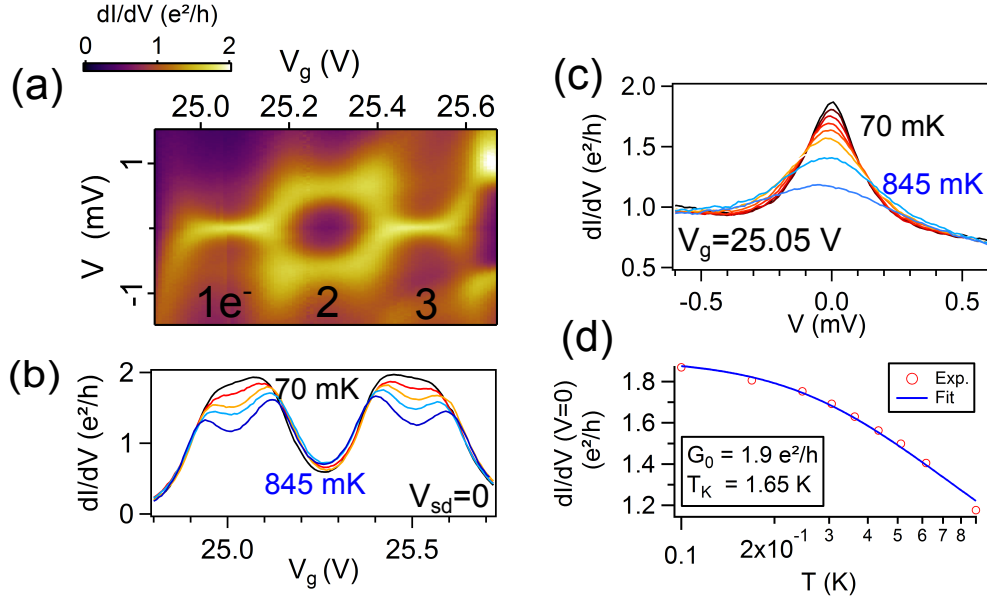 dI/dV (e²/h)
0 1 2
(a)
V_g (V)
25.0 25.2 25.4 25.6
V (mV)
1
0
-1
1e⁻ 2 3
(b)
dI/dV (e²/h)
2
1
0
70 mK
845 mK
V_sd=0
25.0 25.5
V_g (V)
(c)
dI/dV (e²/h)
2.0
1.5
1.0
0.5
70 mK
845 mK
V_g=25.05 V
-0.5 0.0 0.5
V (mV)
(d)
dI/dV (V=0)
(e²/h)
1.8
1.6
1.4
1.2
Exp.
Fit
G₀ = 1.9 e²/h
T_K = 1.65 K
0.1 2x10⁻¹ 3 4 5 6 7 8
T (K)